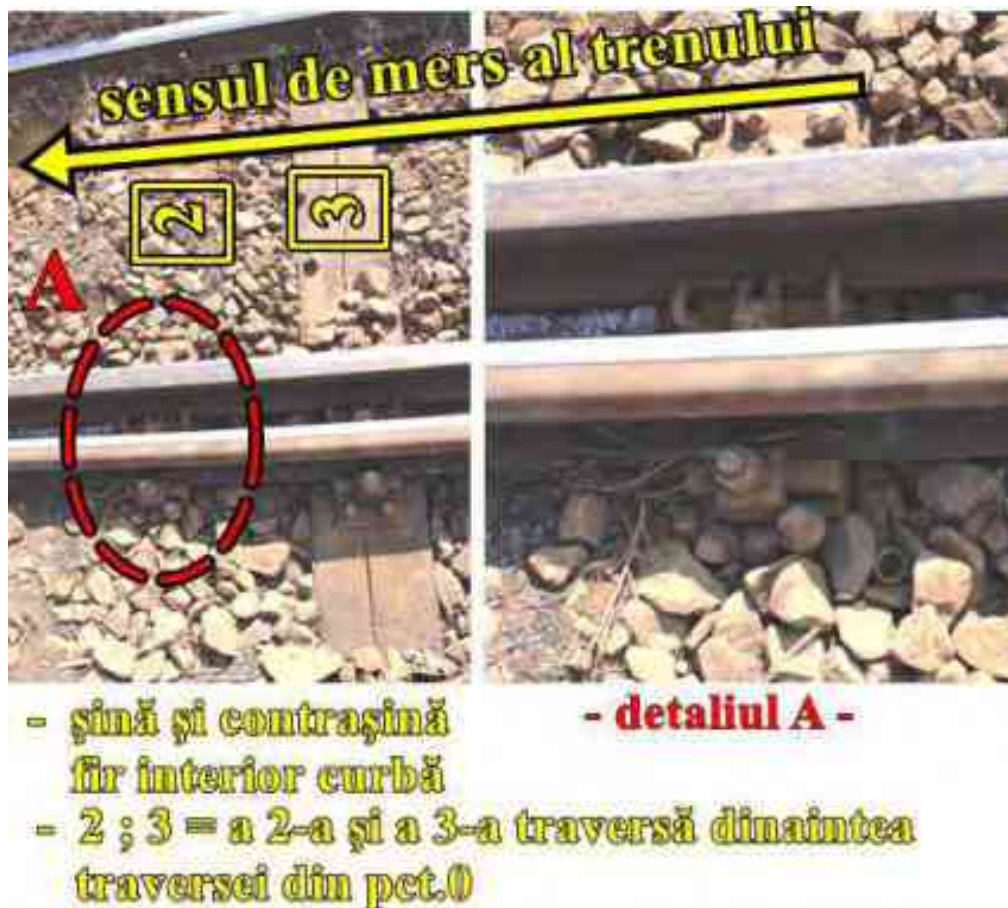 sensul de mers al trenului
2 3
A
- șină și contrașină
fir interior curbă
- detaliul A -
- 2 ; 3 = a 2-a și a 3-a traversă dinaintea
traversei din pct.0